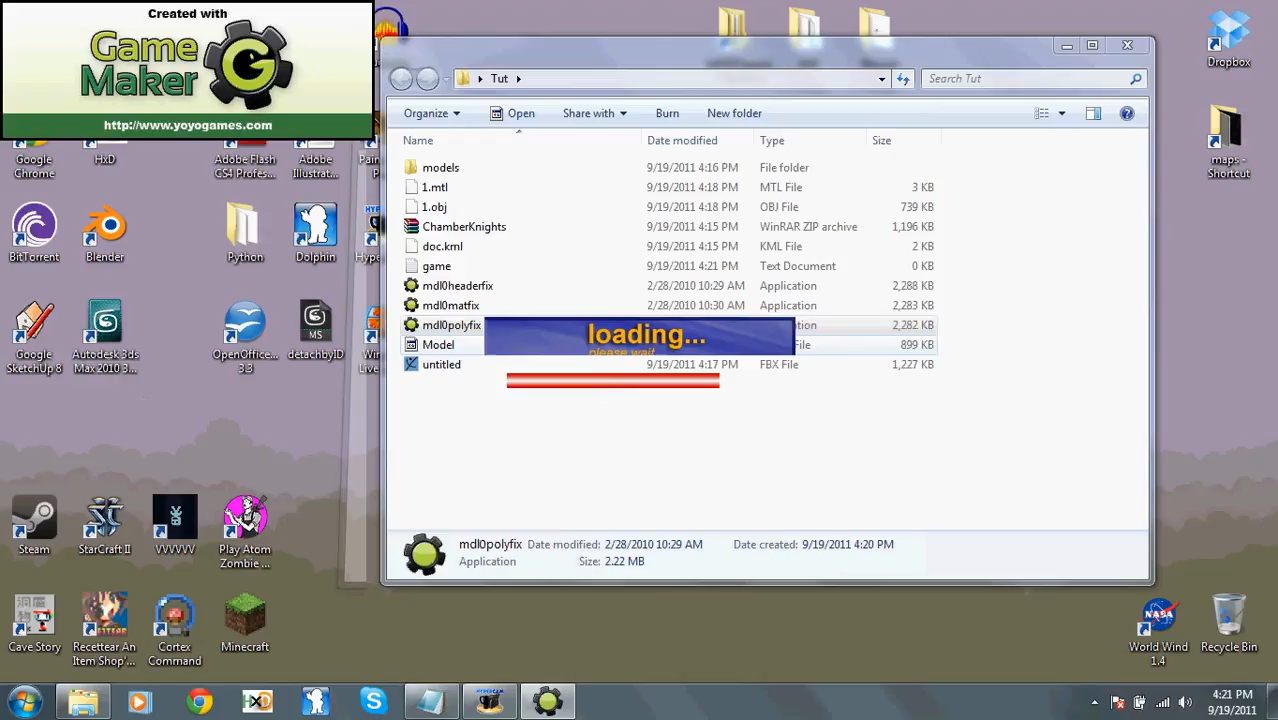 Created with
Game
Maker
http://www.yoyogames.com
Tut
Search Tut
Organize
Open
Share with
Burn
New folder
Name
Date modified
Type
Size
models
9/19/2011 4:16 PM
File folder
1.mtl
9/19/2011 4:18 PM
MTL File
3 KB
1.obj
9/19/2011 4:18 PM
OBJ File
739 KB
ChamberKnights
9/19/2011 4:15 PM
WinRAR ZIP archive
1,196 KB
doc.kml
9/19/2011 4:15 PM
KML File
2 KB
game
9/19/2011 4:21 PM
Text Document
0 KB
mdl0headerfix
2/28/2010 10:29 AM
Application
2,288 KB
mdl0matfix
2/28/2010 10:30 AM
Application
2,283 KB
mdl0polyfix
2,282 KB
Model
File
899 KB
untitled
9/19/2011 4:17 PM
FBX File
1,227 KB
loading...
please wait
mdl0polyfix
Date modified: 2/28/2010 10:29 AM
Date created: 9/19/2011 4:20 PM
Application
Size: 2.22 MB
Google
Chrome
HxD
Adobe Flash
CS4 Profes...
Adobe
Illustrat...
BitTorrent
Blender
Python
Dolphin
Google
SketchUp 8
Autodesk 3ds
Max 2010 3...
OpenOffice...
3.3
MS
detachbyID
Steam
StarCraft II
VVVVVV
Play Atom
Zombie ...
Cave Story
Recettear An
Item Shop'...
Cortex
Command
Minecraft
Dropbox
maps -
Shortcut
NASA
World Wind
1.4
Recycle Bin
HYPERCAM
4:21 PM
9/19/2011